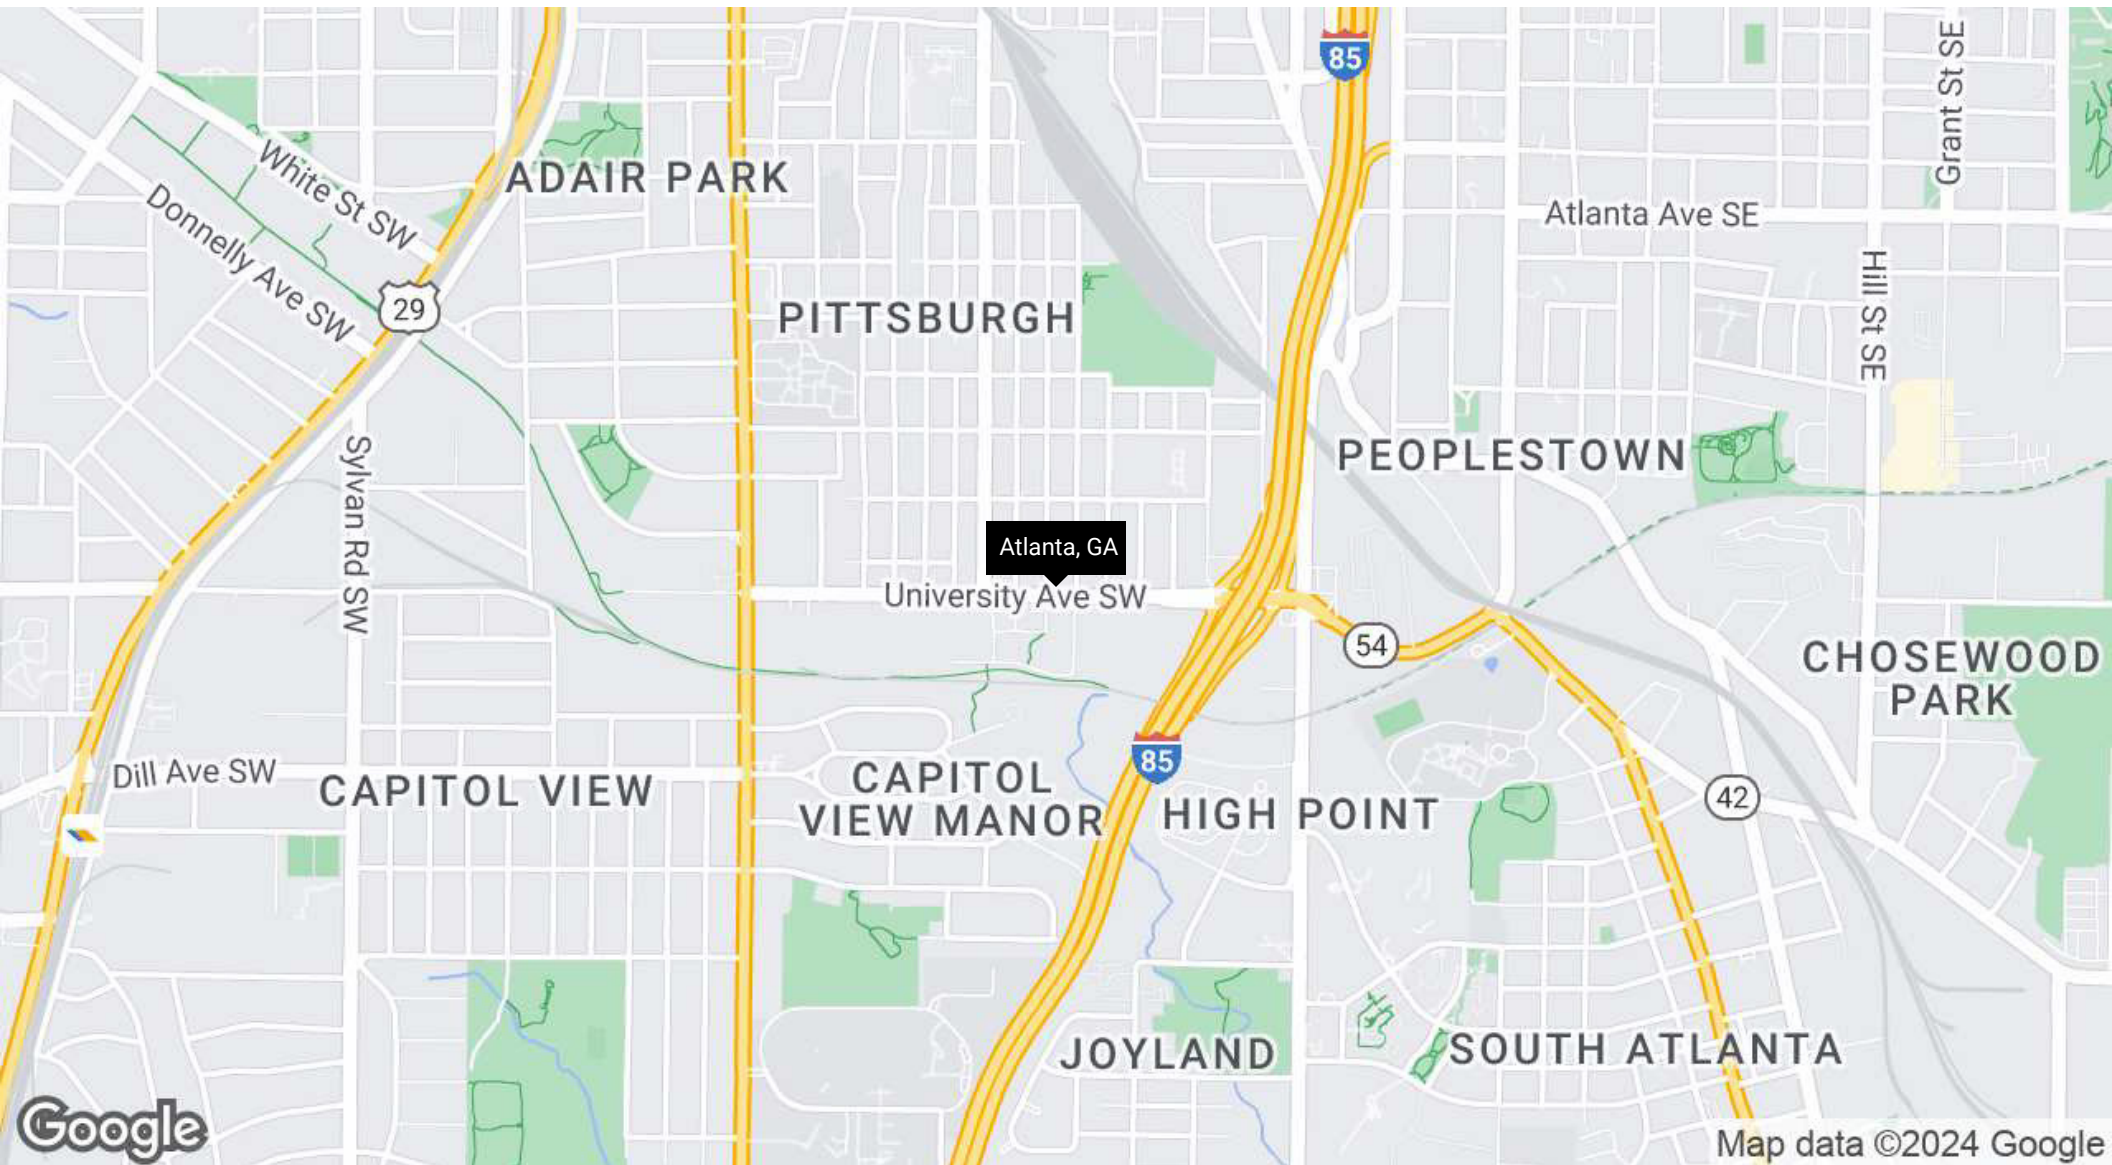 85
Grant St SE
White St SW
ADAIR PARK
Donnelly Ave SW
Atlanta Ave SE
29
PITTSBURGH
Hill St SE
Sylvan Rd SW
PEOPLESTOWN
Atlanta, GA
University Ave SW
54
CHOSEWOOD
PARK
Dill Ave SW
CAPITOL VIEW
CAPITOL
VIEW MANOR
85
HIGH POINT
42
JOYLAND
SOUTH ATLANTA
Google
Map data ©2024 Google